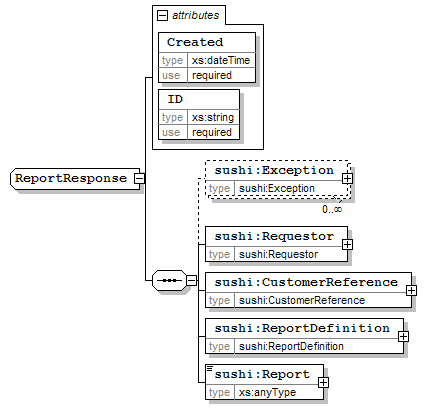 attributes
Created
type xs:dateTime
use required
ID
type xs:string
use required
ReportResponse
sushi:Exception
type sushi:Exception
0..∞
sushi:Requestor
type sushi:Requestor
sushi:CustomerReference
type sushi:CustomerReference
sushi:ReportDefinition
type sushi:ReportDefinition
sushi:Report
type xs:anyType